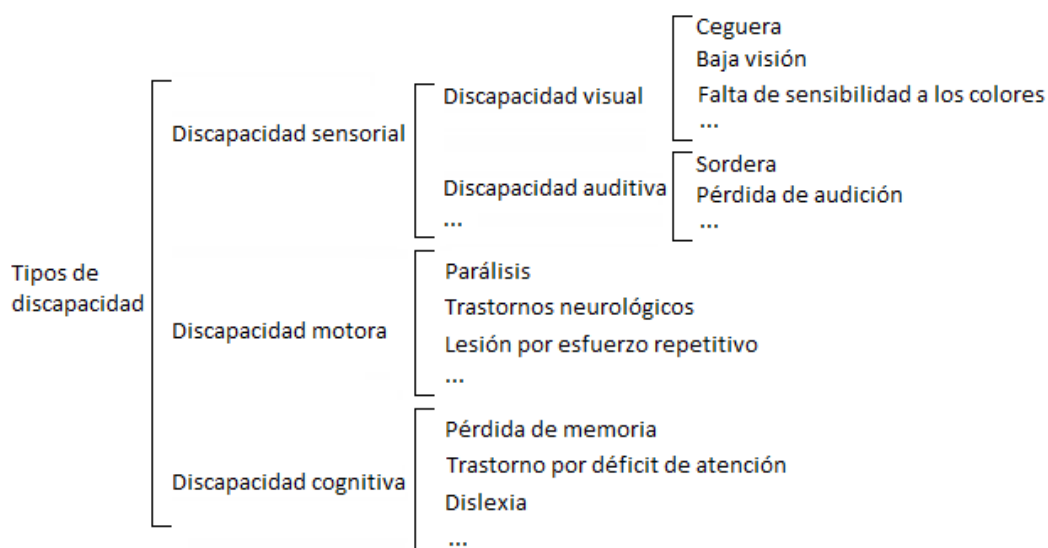 Tipos de
discapacidad
Discapacidad sensorial
Discapacidad visual
Ceguera
Baja visión
Falta de sensibilidad a los colores
...
Discapacidad auditiva
...
Sordera
Pérdida de audición
...
Discapacidad motora
Parálisis
Trastornos neurológicos
Lesión por esfuerzo repetitivo
...
Discapacidad cognitiva
Pérdida de memoria
Trastorno por déficit de atención
Dislexia
...